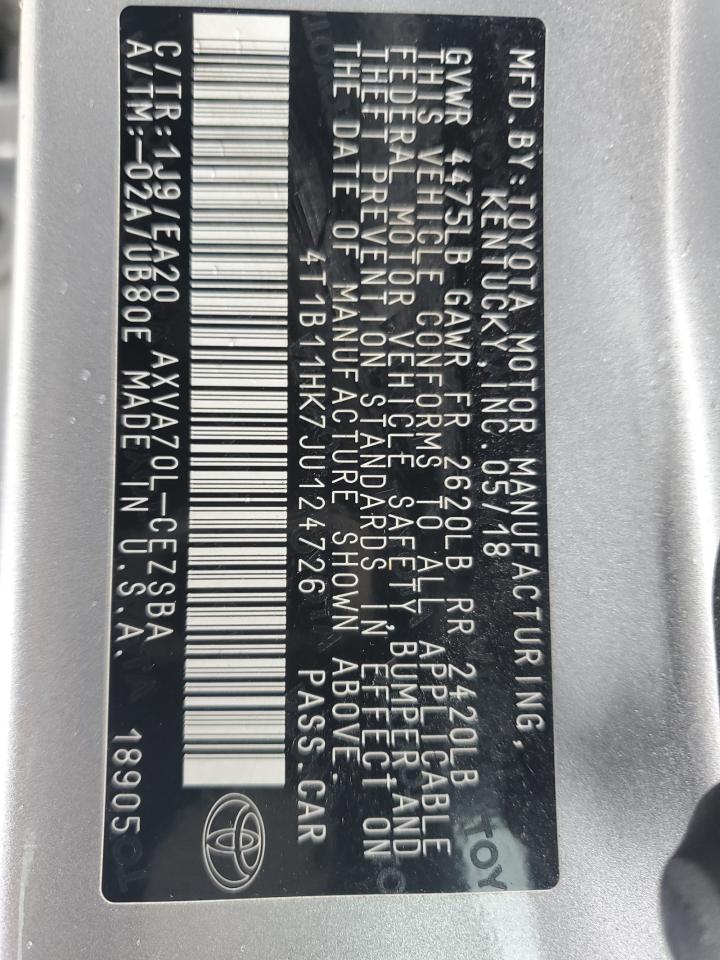 MFD.BY:TOYOTA MOTOR MANUFACTURING,
KENTUCKY,INC.05/18
GVWR 4475LB GAWR FR 2620LB RR 2420LB
THIS VEHICLE CONFORMS TO ALL APPLICABLE
FEDERAL MOTOR VEHICLE SAFETY,BUMPER AND
THEFT PREVENTION STANDARDS IN EFFECT ON
THE DATE OF MANUFACTURE SHOWN ABOVE.
4T1B11HK7JU124726 PASS.CAR
C/TR:1J9/EA20 AXVA70L-CEZSBA
A/TM:-02A/UB80E MADE IN U.S.A. 18905